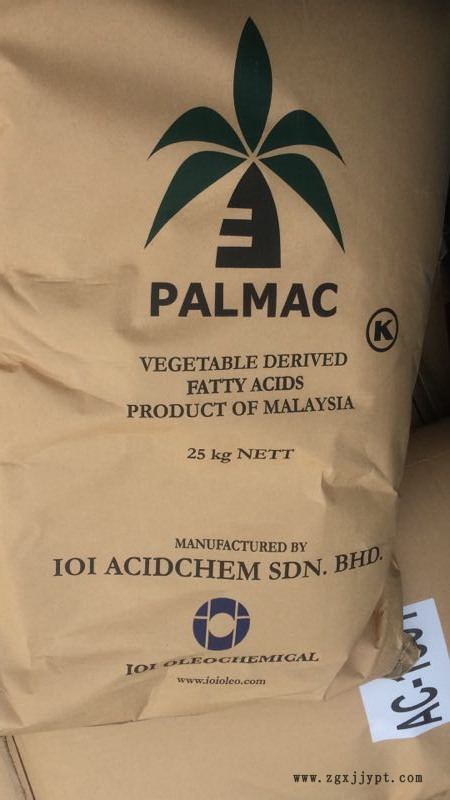 PALMAC
K
VEGETABLE DERIVED
FATTY ACIDS
PRODUCT OF MALAYSIA
25 kg NETT
MANUFACTURED BY
IOI ACIDCHEM SDN. BHD.
IOI OLEOCHEMICAL
www.ioioleo.com
www.zgxjjypt.com